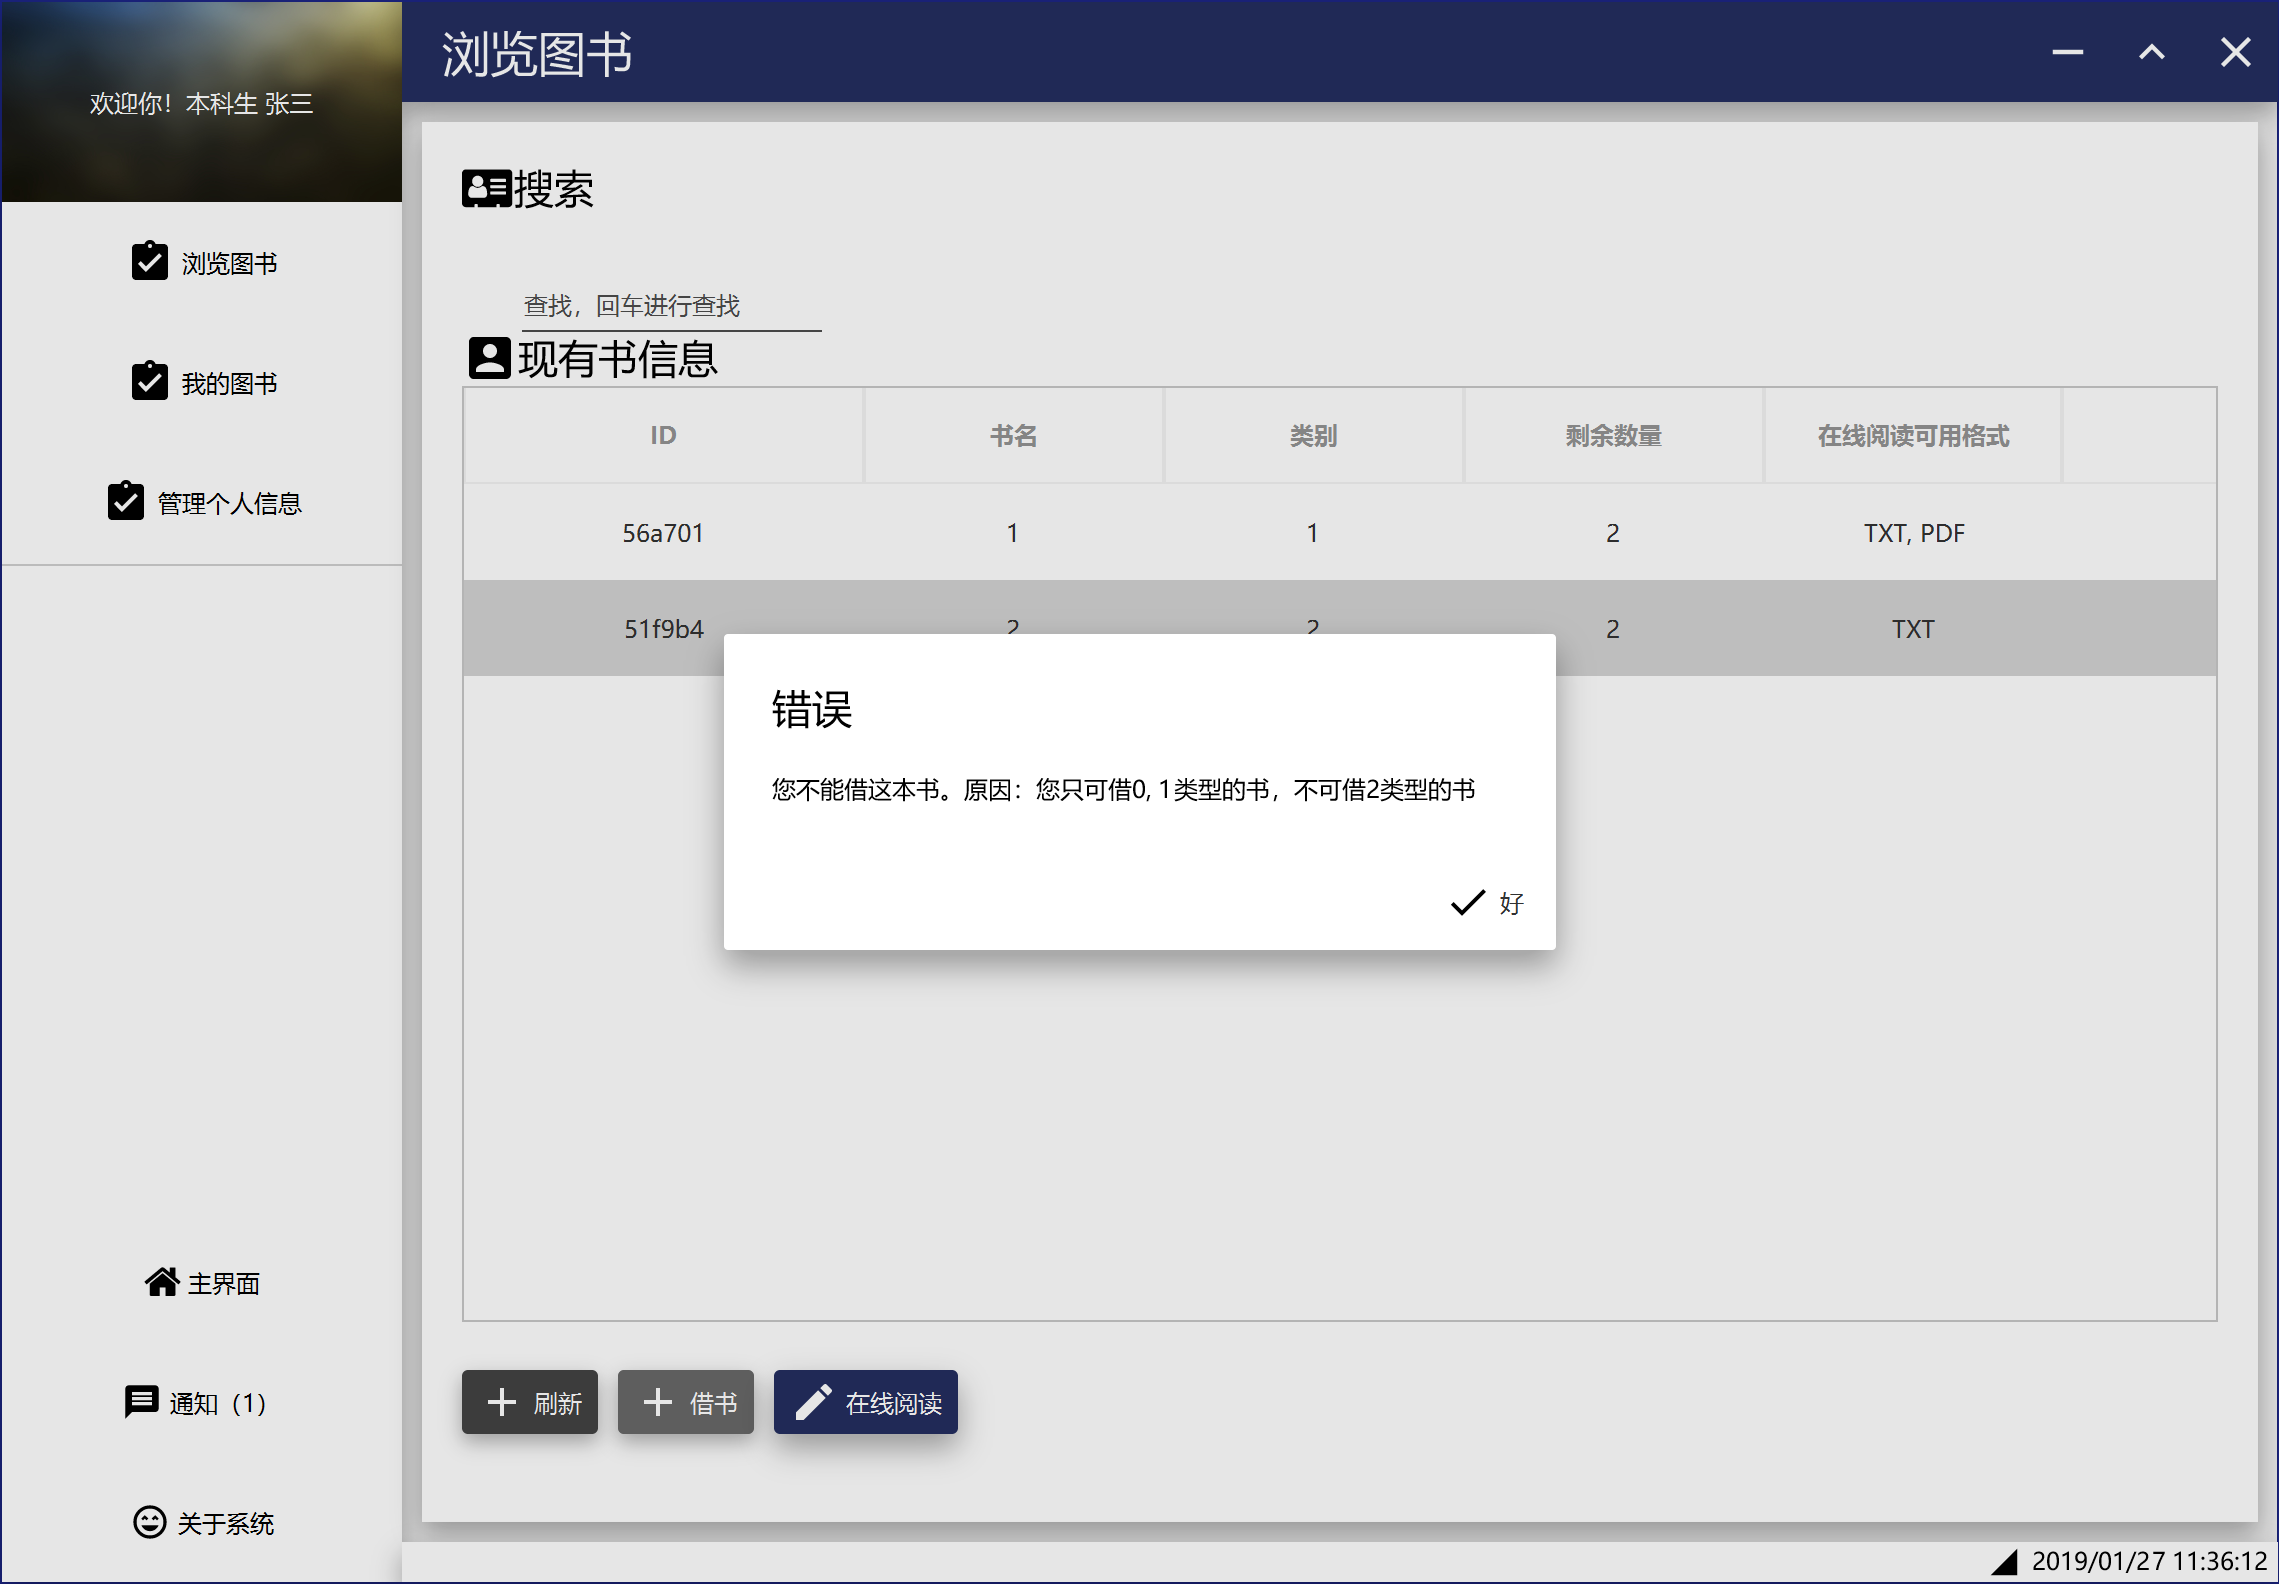 欢迎你！本科生 张三
浏览图书
浏览图书
我的图书
管理个人信息
搜索
查找，回车进行查找
现有书信息
ID 书名 类别 剩余数量 在线阅读可用格式
56a701 1 1 2 TXT, PDF
51f9b4 2 2 2 TXT
错误
您不能借这本书。原因：您只可借0, 1类型的书，不可借2类型的书
好
主界面
通知（1）
关于系统
刷新 借书 在线阅读
2019/01/27 11:36:12